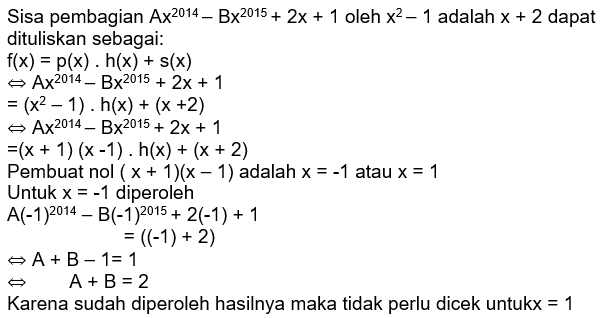 Sisa pembagian Ax²⁰¹⁴ – Bx²⁰¹⁵ + 2x + 1 oleh x² – 1 adalah x + 2 dapat
dituliskan sebagai:
f(x) = p(x) . h(x) + s(x)
⇔ Ax²⁰¹⁴ – Bx²⁰¹⁵ + 2x + 1
= (x² – 1) . h(x) + (x +2)
⇔ Ax²⁰¹⁴ – Bx²⁰¹⁵ + 2x + 1
=(x + 1) (x -1) . h(x) + (x + 2)
Pembuat nol ( x + 1)(x – 1) adalah x = -1 atau x = 1
Untuk x = -1 diperoleh
A(-1)²⁰¹⁴ – B(-1)²⁰¹⁵ + 2(-1) + 1
= ((-1) + 2)
⇔ A + B – 1= 1
⇔ A + B = 2
Karena sudah diperoleh hasilnya maka tidak perlu dicek untukx = 1